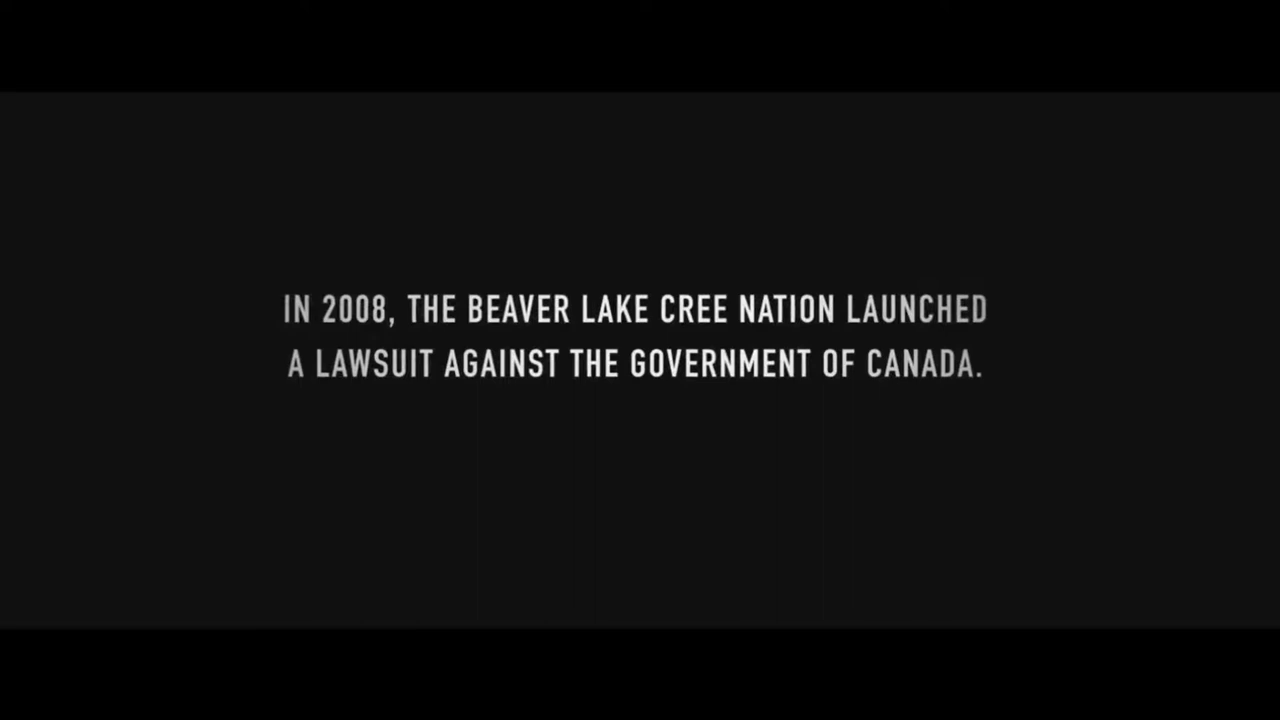 IN 2008, THE BEAVER LAKE CREE NATION LAUNCHED
A LAWSUIT AGAINST THE GOVERNMENT OF CANADA.